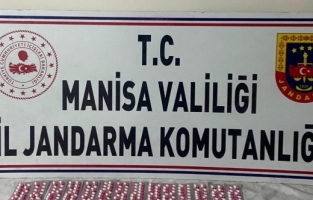 T.C.
MANİSA VALİLİĞİ
İL JANDARMA KOMUTANLIĞ